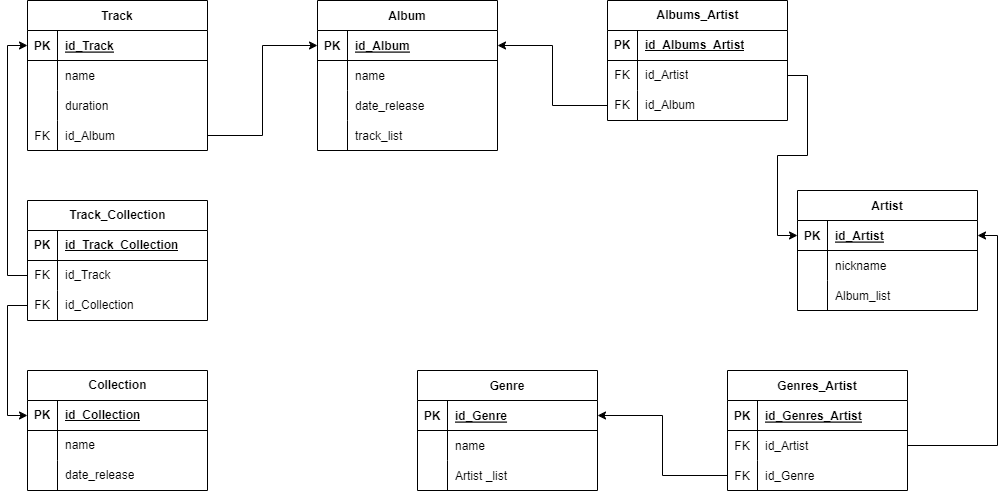 Track
PK id_Track
name
duration
FK id_Album
Album
PK id_Album
name
date_release
track_list
Albums_Artist
PK id_Albums_Artist
FK id_Artist
FK id_Album
Track_Collection
PK id_Track_Collection
FK id_Track
FK id_Collection
Artist
PK id_Artist
nickname
Album_list
Collection
PK id_Collection
name
date_release
Genre
PK id_Genre
name
Artist _list
Genres_Artist
PK id_Genres_Artist
FK id_Artist
FK id_Genre